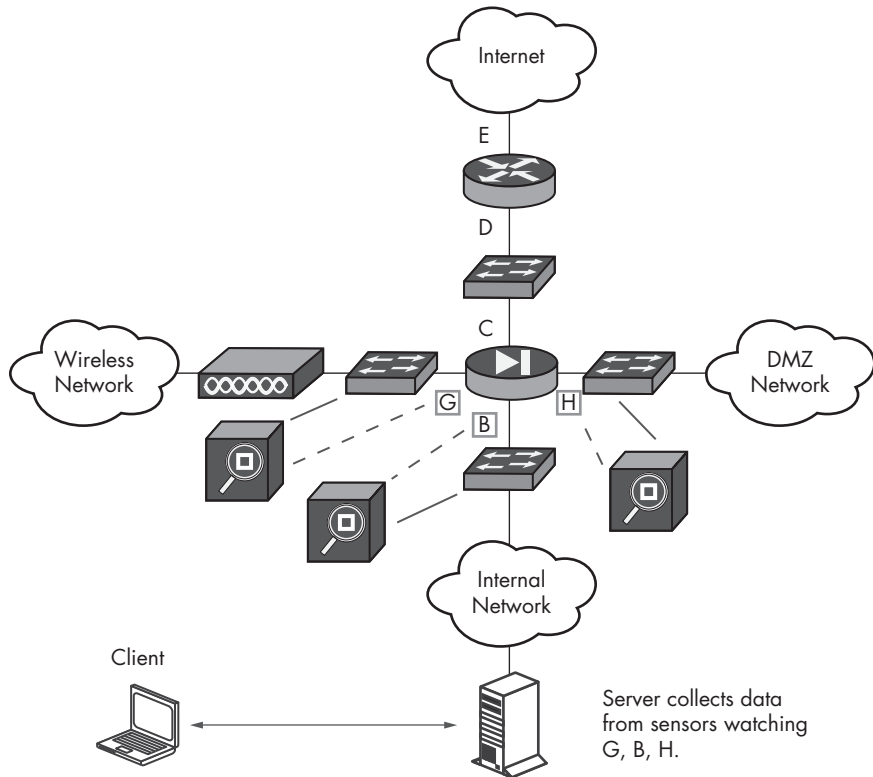 Internet
E
D
C
Wireless
Network
DMZ
Network
G
H
B
Internal
Network
Client
Server collects data
from sensors watching
G, B, H.